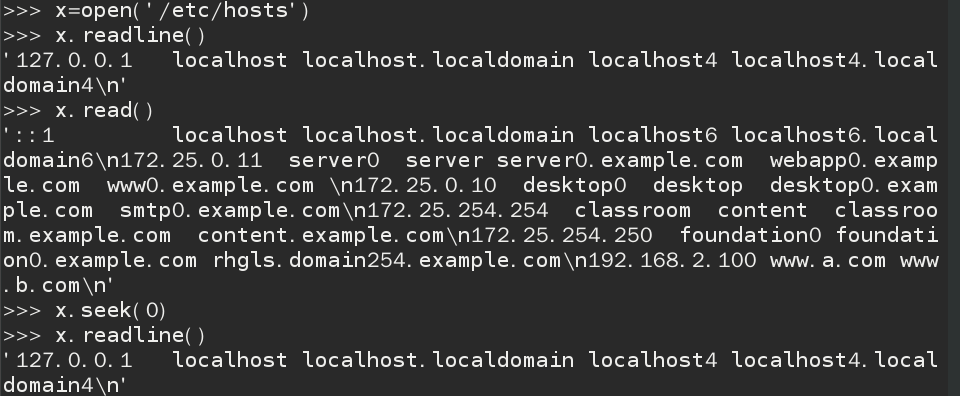 >>> x=open('/etc/hosts')
>>> x.readline()
'127.0.0.1   localhost localhost.localdomain localhost4 localhost4.local
domain4\n'
>>> x.read()
'::1         localhost localhost.localdomain localhost6 localhost6.local
domain6\n172.25.0.11  server0  server server0.example.com  webapp0.examp
le.com  www0.example.com \n172.25.0.10  desktop0  desktop  desktop0.exam
ple.com  smtp0.example.com\n172.25.254.254  classroom  content  classroo
m.example.com  content.example.com\n172.25.254.250  foundation0 foundati
on0.example.com rhgls.domain254.example.com\n192.168.2.100 www.a.com www
.b.com\n'
>>> x.seek(0)
>>> x.readline()
'127.0.0.1   localhost localhost.localdomain localhost4 localhost4.local
domain4\n'